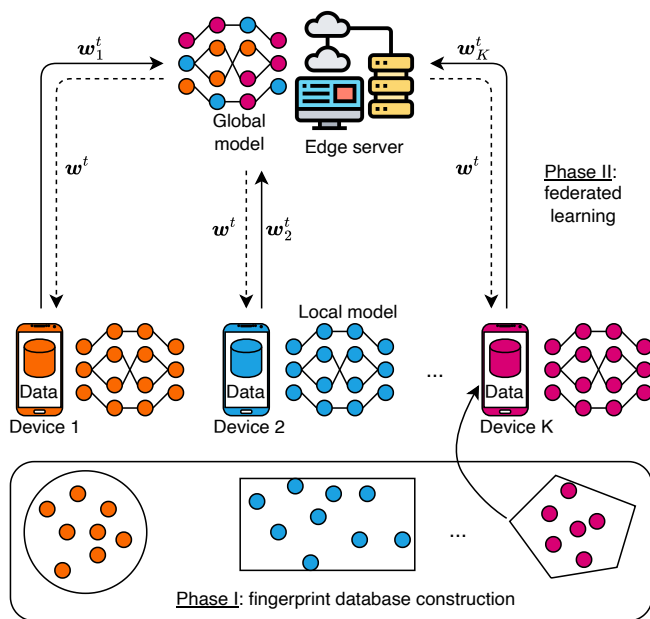 w_1^t
w_K^t
Global
model
Edge server
w^t
w^t
w_2^t
w^t
Phase II:
federated
learning
Local model
Data
Data
...
Data
Device 1
Device 2
Device K
...
Phase I: fingerprint database construction